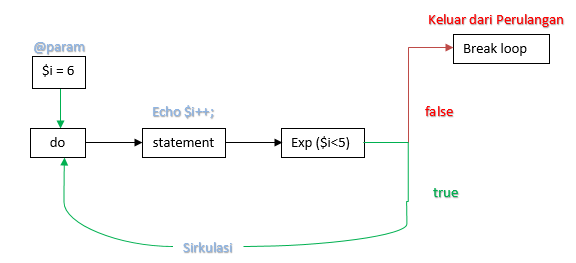 Keluar dari Perulangan
@param
Break loop
$i = 6
Echo $i++;
false
do
statement
Exp ($i<5)
true
Sirkulasi